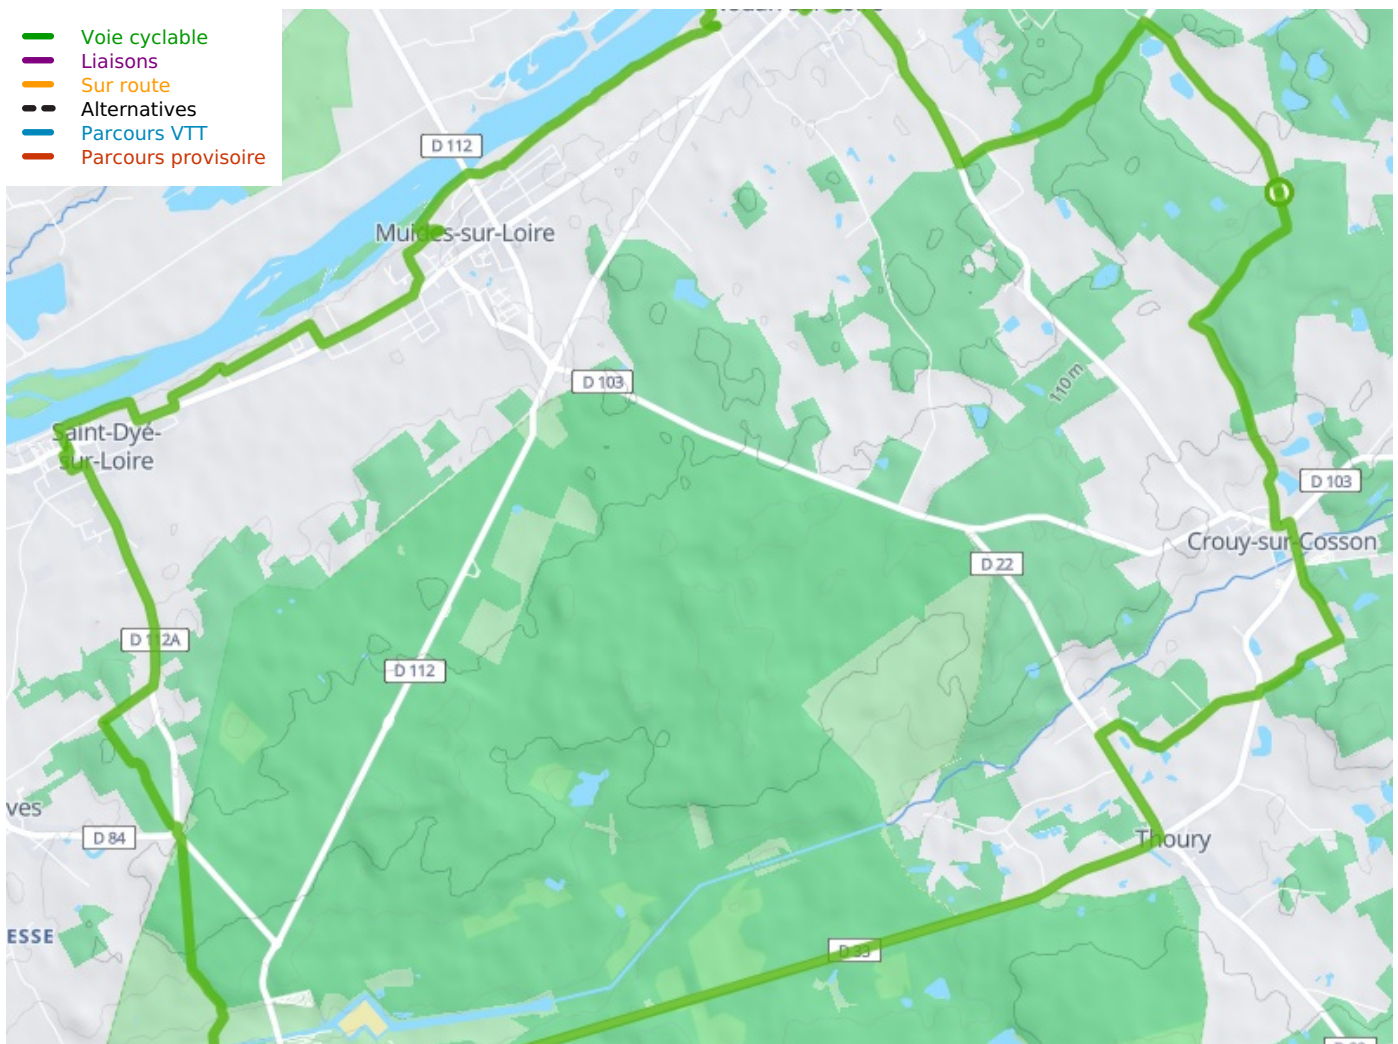 Voie cyclable
Liaisons
Sur route
Alternatives
Parcours VTT
Parcours provisoire
D 112
Muides-sur-Loire
D 103
110 m
Saint-Dyé-
sur-Loire
D 103
Crouy-sur-Cosson
D 22
D 112A
D 112
ves
D 84
Thoury
ESSE
D 33